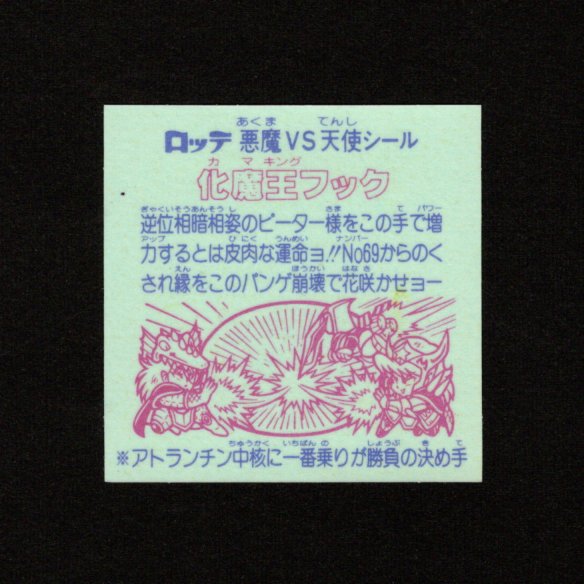 あくま てんし
ロッテ 悪魔VS天使シール
カ マ キング
化魔王フック
ぎゃくいそうあんそうし さま て パワー
逆位相暗相姿のピーター様をこの手で増
アップ ひにく うんめい ナンバー
力するとは皮肉な運命ョ!!No69からのく
えん ほうかい はなさ
され縁をこのパンゲ崩壊で花咲かせョー
ちゅうかく いちばんの しょうぶ き て
※アトランチン中核に一番乗りが勝負の決め手